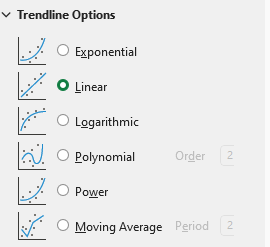 Trendline Options
Exponential
Linear
Logarithmic
Polynomial Order 2
Power
Moving Average Period 2